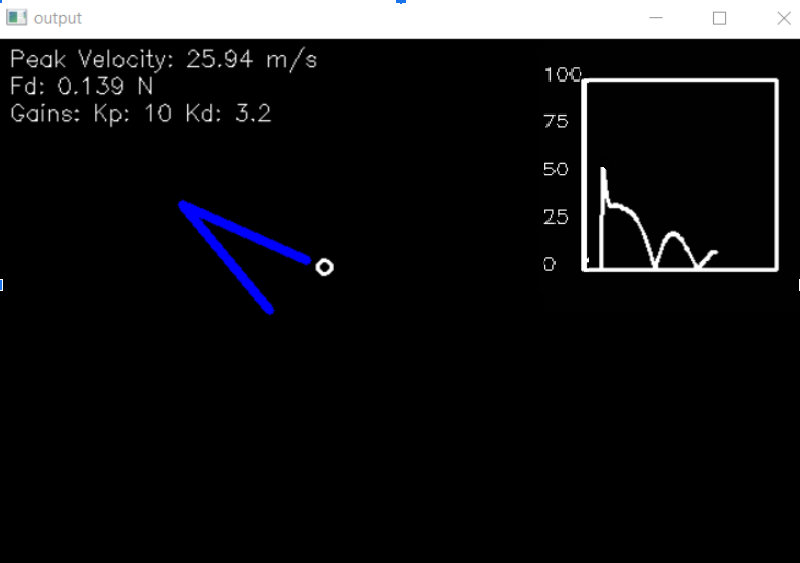 output
Peak Velocity: 25.94 m/s
Fd: 0.139 N
Gains: Kp: 10 Kd: 3.2
100
75
50
25
0